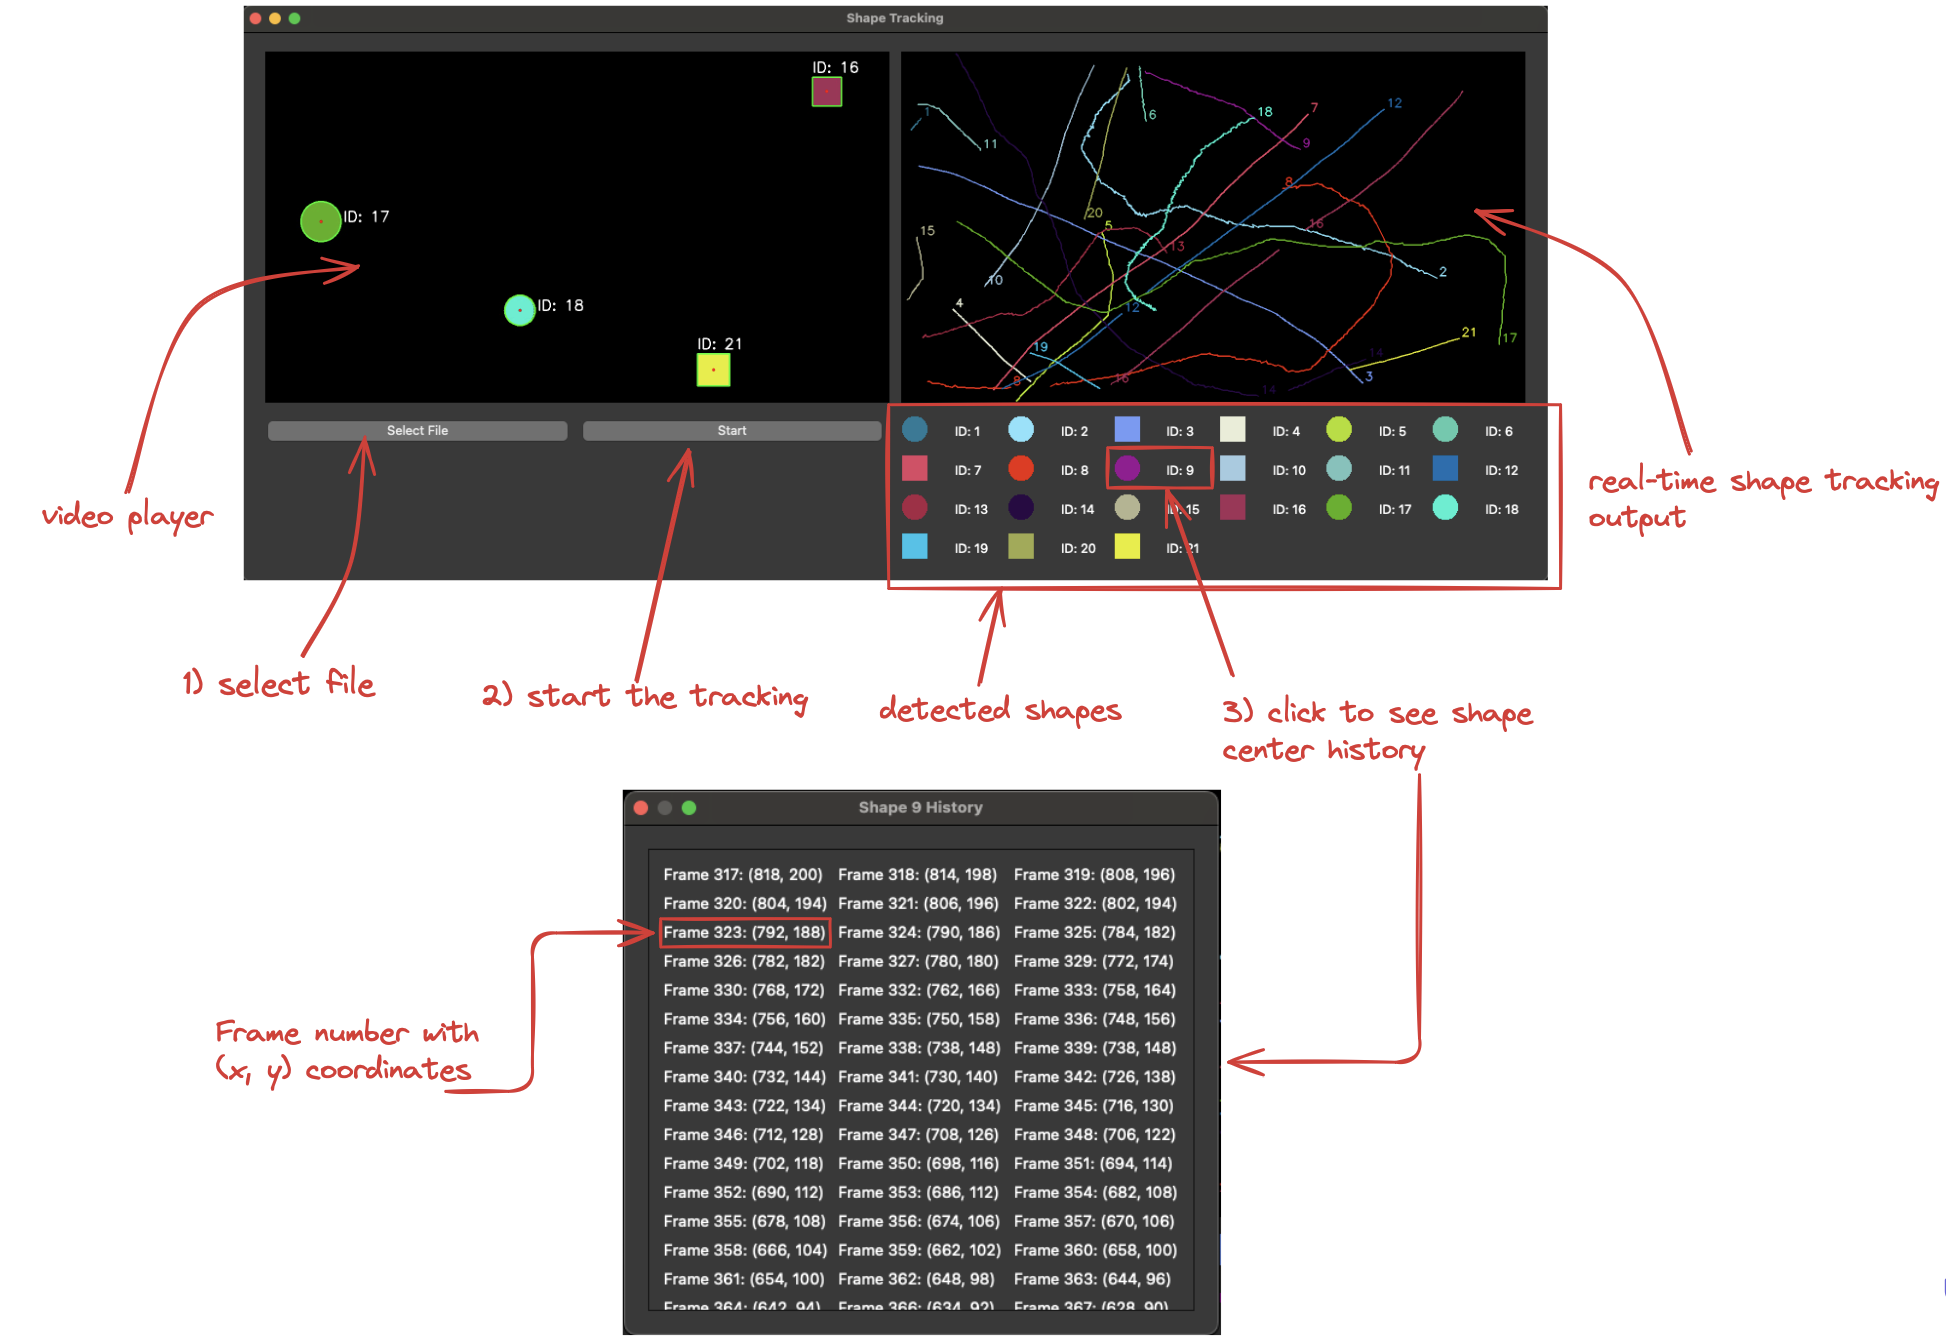 Shape Tracking
ID: 16
ID: 17
ID: 18
ID: 21
1
11
6
18
7
12
9
8
20
5
16
15
13
10
2
4
12
19
21
17
14
3
8
16
14
Select File
Start
ID: 1
ID: 2
ID: 3
ID: 4
ID: 5
ID: 6
ID: 7
ID: 8
ID: 9
ID: 10
ID: 11
ID: 12
ID: 13
ID: 14
ID: 15
ID: 16
ID: 17
ID: 18
ID: 19
ID: 20
ID: 21
video player
real-time shape tracking
output
1) select file
2) start the tracking
detected shapes
3) click to see shape
center history
Shape 9 History
Frame 317: (818, 200) Frame 318: (814, 198) Frame 319: (808, 196)
Frame 320: (804, 194) Frame 321: (806, 196) Frame 322: (802, 194)
Frame 323: (792, 188) Frame 324: (790, 186) Frame 325: (784, 182)
Frame 326: (782, 182) Frame 327: (780, 180) Frame 329: (772, 174)
Frame 330: (768, 172) Frame 332: (762, 166) Frame 333: (758, 164)
Frame 334: (756, 160) Frame 335: (750, 158) Frame 336: (748, 156)
Frame 337: (744, 152) Frame 338: (738, 148) Frame 339: (738, 148)
Frame 340: (732, 144) Frame 341: (730, 140) Frame 342: (726, 138)
Frame 343: (722, 134) Frame 344: (720, 134) Frame 345: (716, 130)
Frame 346: (712, 128) Frame 347: (708, 126) Frame 348: (706, 122)
Frame 349: (702, 118) Frame 350: (698, 116) Frame 351: (694, 114)
Frame 352: (690, 112) Frame 353: (686, 112) Frame 354: (682, 108)
Frame 355: (678, 108) Frame 356: (674, 106) Frame 357: (670, 106)
Frame 358: (666, 104) Frame 359: (662, 102) Frame 360: (658, 100)
Frame 361: (654, 100) Frame 362: (648, 98) Frame 363: (644, 96)
Frame 364: (642, 94) Frame 366: (634, 92) Frame 367: (628, 90)
Frame number with
(x, y) coordinates